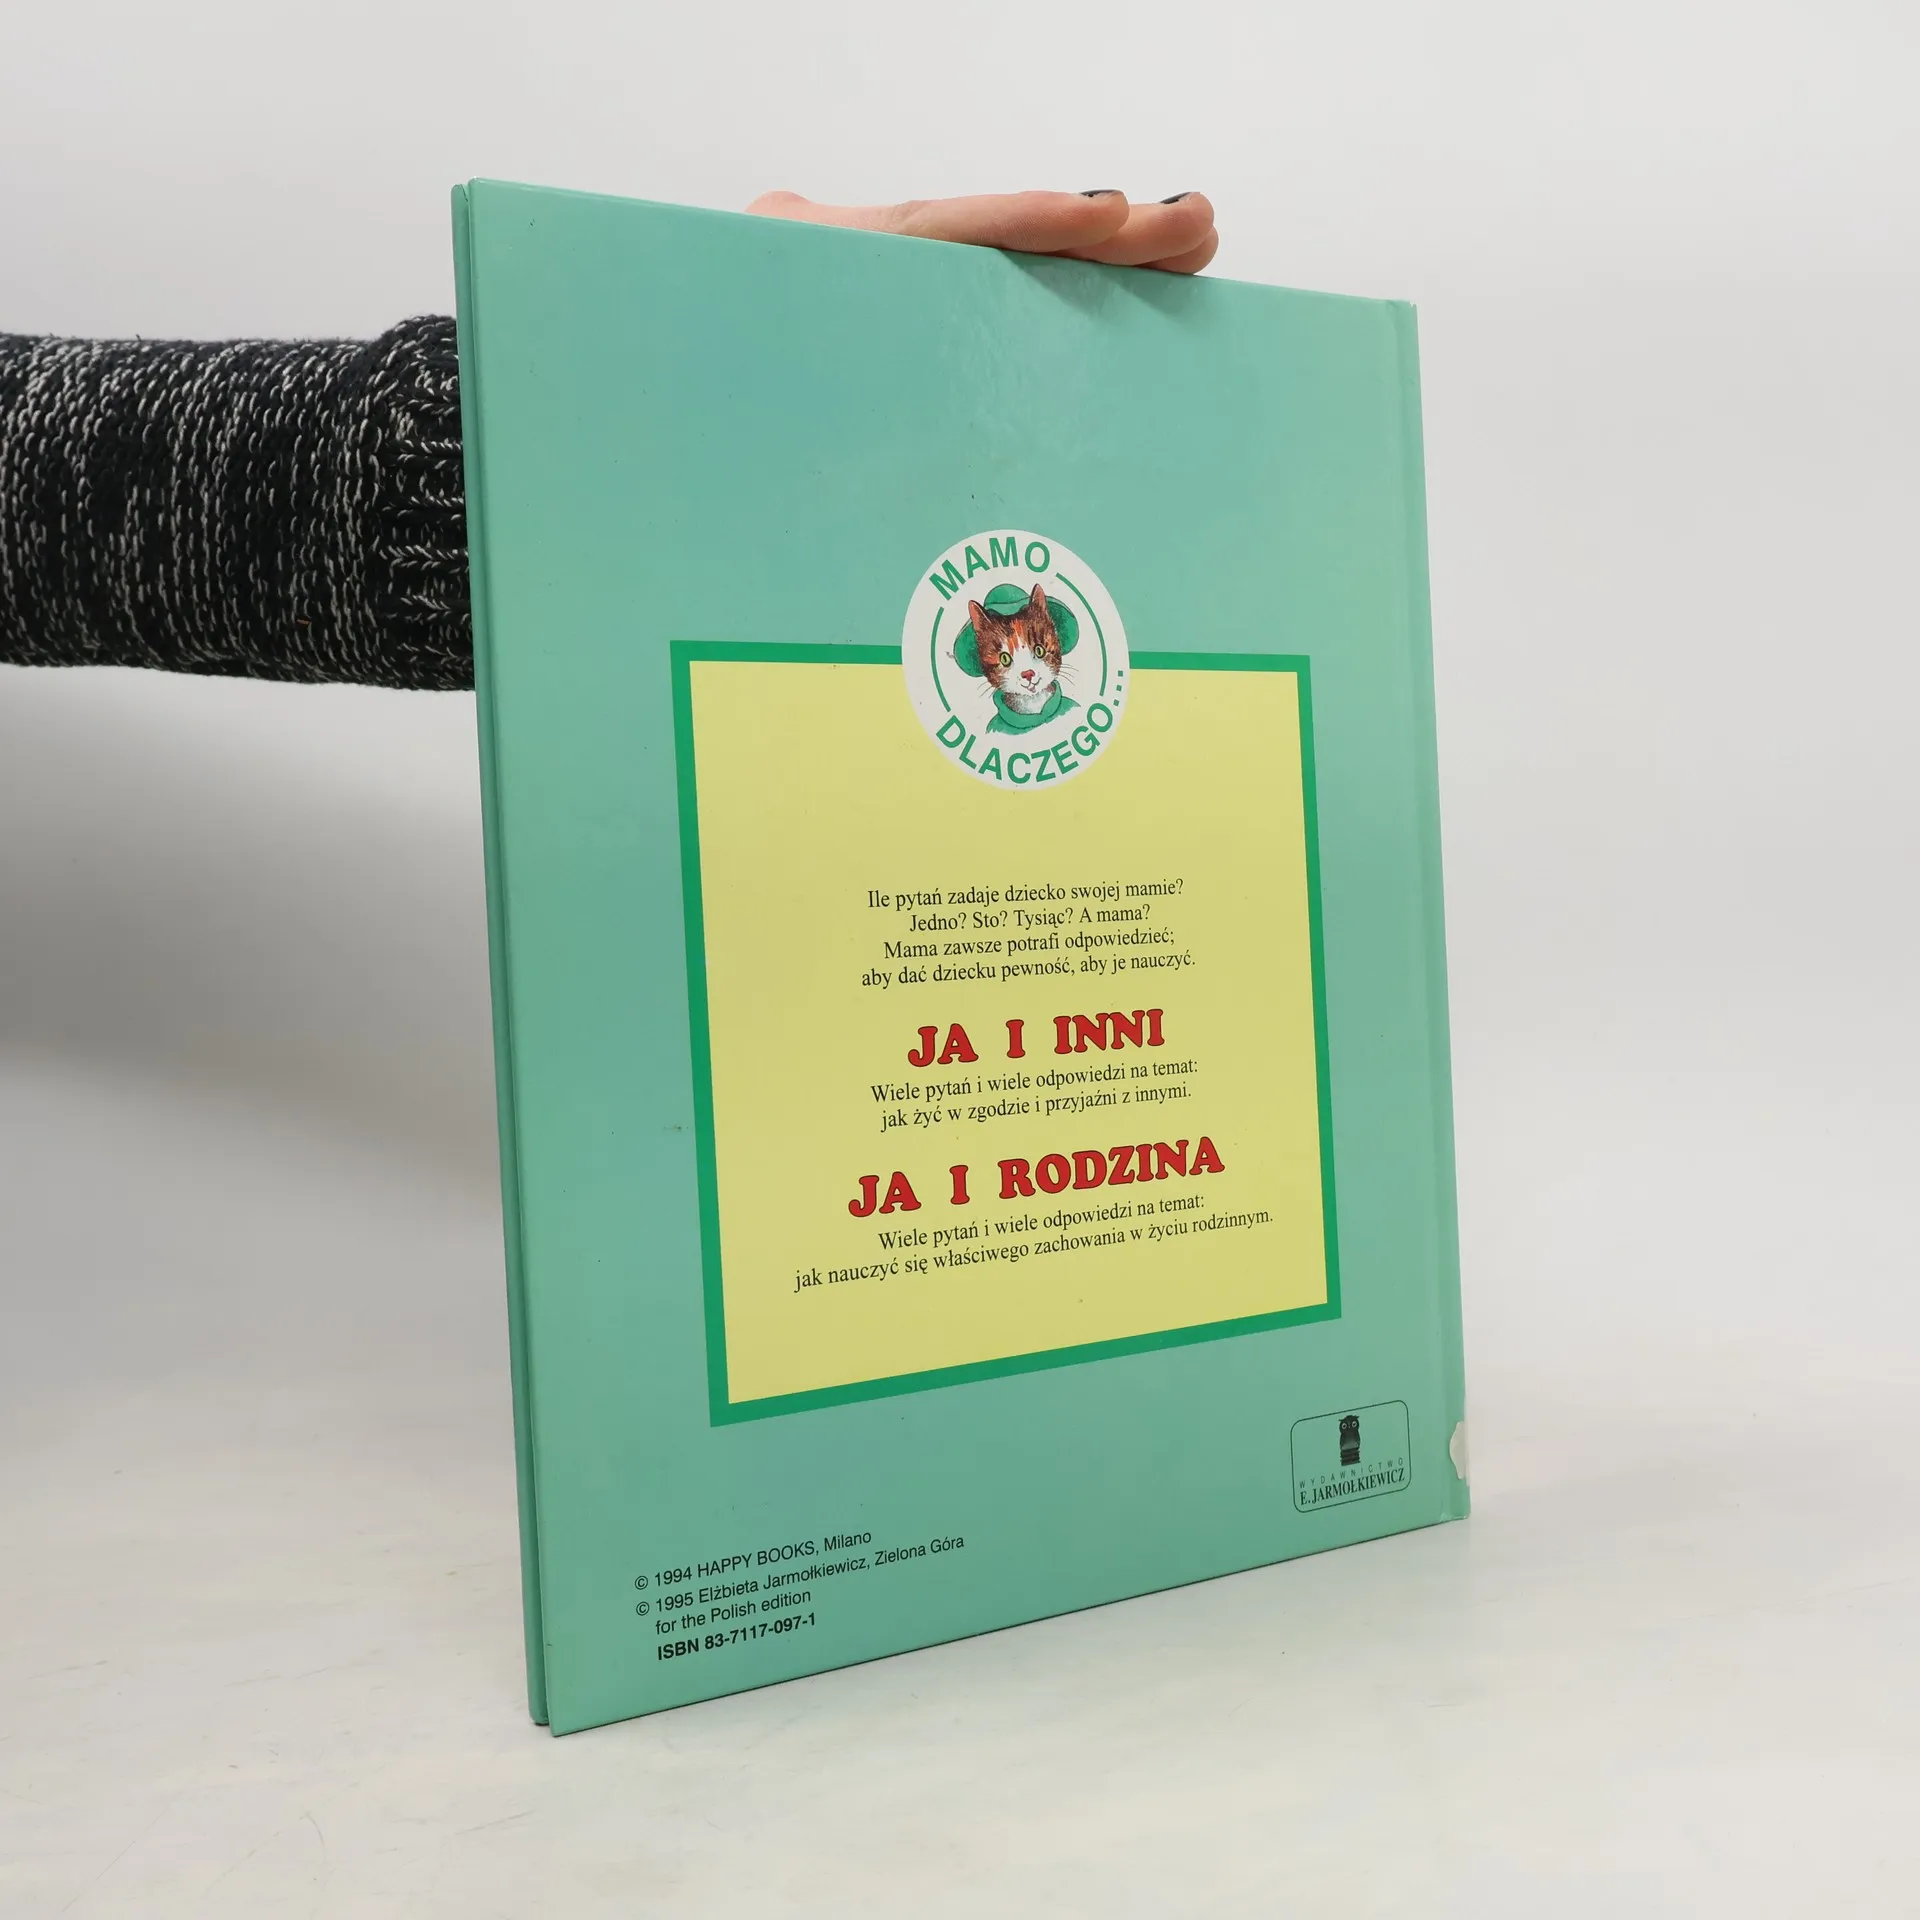 MAMO
DLACZEGO...
Ile pytań zadaje dziecko swojej mamie?
Jedno? Sto? Tysiąc? A mama?
Mama zawsze potrafi odpowiedzieć;
aby dać dziecku pewność, aby je nauczyć.
JA I INNI
Wiele pytań i wiele odpowiedzi na temat:
jak żyć w zgodzie i przyjaźni z innymi.
JA I RODZINA
Wiele pytań i wiele odpowiedzi na temat:
jak nauczyć się właściwego zachowania w życiu rodzinnym.
WYDAWNICTWO
E. JARMOŁKIEWICZ
© 1994 HAPPY BOOKS, Milano
© 1995 Elżbieta Jarmołkiewicz, Zielona Góra
for the Polish edition
ISBN 83-7117-097-1